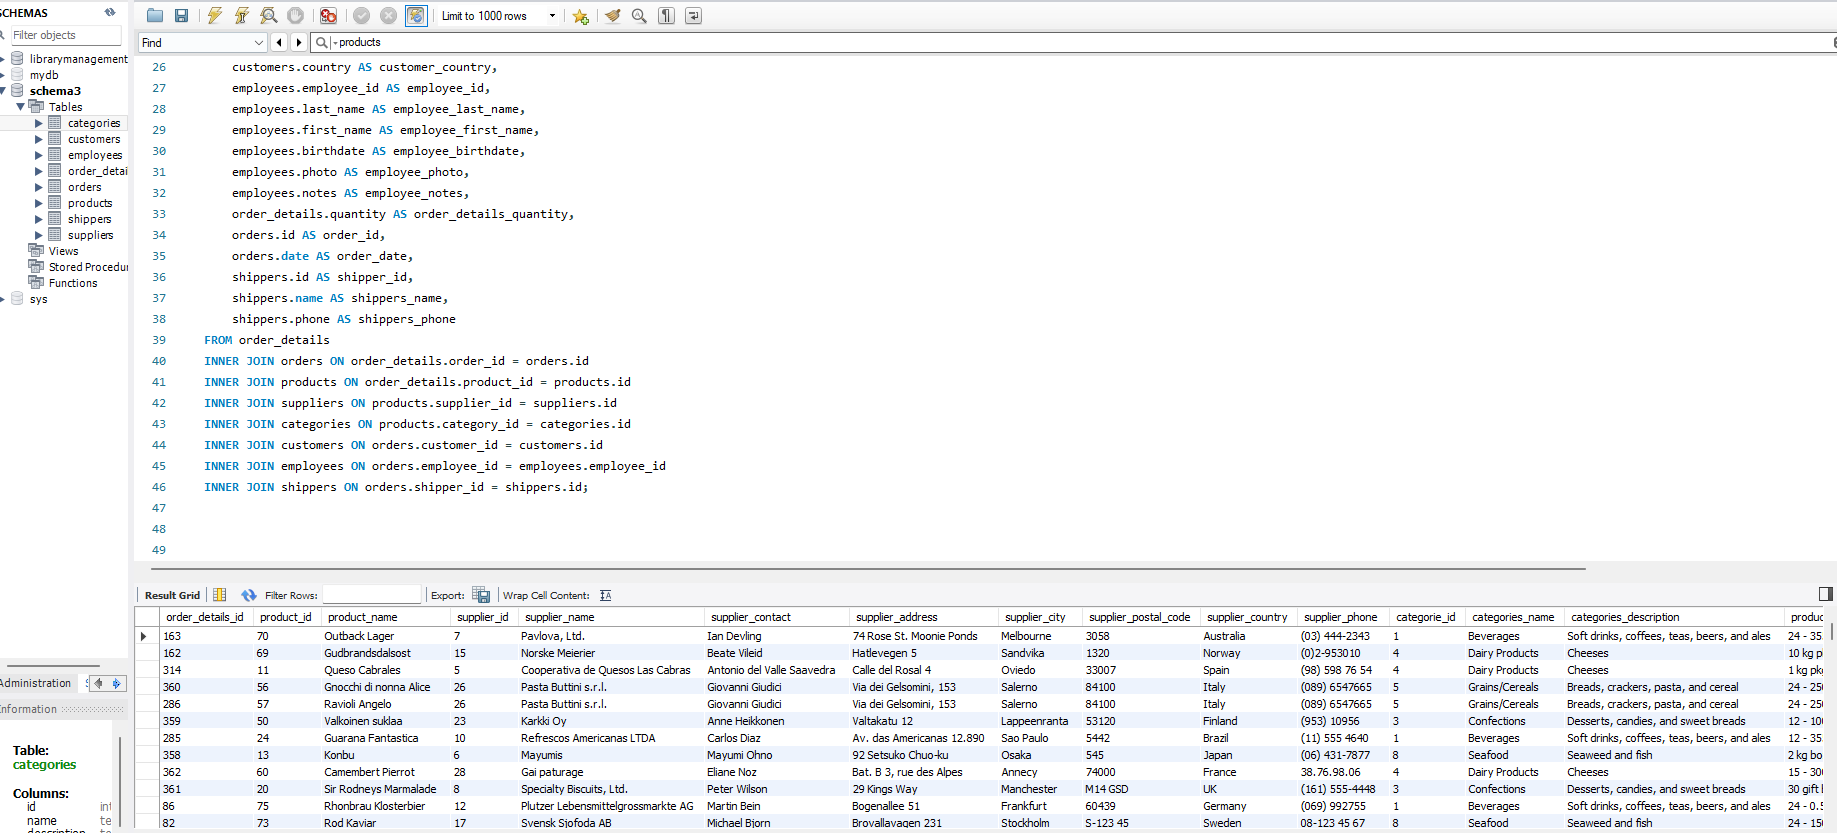 SCHEMAS
Filter objects
librarymanagement
mydb
schema3
Tables
categories
customers
employees
order_detai
orders
products
shippers
suppliers
Views
Stored Procedu
Functions
sys
Administration
Information
Table:
categories
Columns:
id
name
Limit to 1000 rows
Find
products
26 customers.country AS customer_country,
27 employees.employee_id AS employee_id,
28 employees.last_name AS employee_last_name,
29 employees.first_name AS employee_first_name,
30 employees.birthdate AS employee_birthdate,
31 employees.photo AS employee_photo,
32 employees.notes AS employee_notes,
33 order_details.quantity AS order_details_quantity,
34 orders.id AS order_id,
35 orders.date AS order_date,
36 shippers.id AS shipper_id,
37 shippers.name AS shippers_name,
38 shippers.phone AS shippers_phone
39 FROM order_details
40 INNER JOIN orders ON order_details.order_id = orders.id
41 INNER JOIN products ON order_details.product_id = products.id
42 INNER JOIN suppliers ON products.supplier_id = suppliers.id
43 INNER JOIN categories ON products.category_id = categories.id
44 INNER JOIN customers ON orders.customer_id = customers.id
45 INNER JOIN employees ON orders.employee_id = employees.employee_id
46 INNER JOIN shippers ON orders.shipper_id = shippers.id;
47
48
49
Result Grid Filter Rows: Export: Wrap Cell Content:
order_details_id product_id product_name supplier_id supplier_name supplier_contact supplier_address supplier_city supplier_postal_code supplier_country supplier_phone categorie_id categories_name categories_description produc
163 70 Outback Lager 7 Pavlova, Ltd. Ian Devling 74 Rose St. Moonie Ponds Melbourne 3058 Australia (03) 444-2343 1 Beverages Soft drinks, coffees, teas, beers, and ales 24 - 35
162 69 Gudbrandsdalsost 15 Norske Meierier Beate Vileid Hatlevegen 5 Sandvika 1320 Norway (0)2-953010 4 Dairy Products Cheeses 10 kg p
314 11 Queso Cabrales 5 Cooperativa de Quesos Las Cabras Antonio del Valle Saavedra Calle del Rosal 4 Oviedo 33007 Spain (98) 598 76 54 4 Dairy Products Cheeses 1 kg pk
360 56 Gnocchi di nonna Alice 26 Pasta Buttini s.r.l. Giovanni Giudici Via dei Gelsomini, 153 Salerno 84100 Italy (089) 6547665 5 Grains/Cereals Breads, crackers, pasta, and cereal 24 - 25
286 57 Ravioli Angelo 26 Pasta Buttini s.r.l. Giovanni Giudici Via dei Gelsomini, 153 Salerno 84100 Italy (089) 6547665 5 Grains/Cereals Breads, crackers, pasta, and cereal 24 - 25
359 50 Valkoinen suklaa 23 Karkki Oy Anne Heikkonen Valtakatu 12 Lappeenranta 53120 Finland (953) 10956 3 Confections Desserts, candies, and sweet breads 12 - 10
285 24 Guarana Fantastica 10 Refrescos Americanas LTDA Carlos Diaz Av. das Americanas 12.890 Sao Paulo 5442 Brazil (11) 555 4640 1 Beverages Soft drinks, coffees, teas, beers, and ales 12 - 35
358 13 Konbu 6 Mayumis Mayumi Ohno 92 Setsuko Chuo-ku Osaka 545 Japan (06) 431-7877 8 Seafood Seaweed and fish 2 kg bo
362 60 Camembert Pierrot 28 Gai paturage Eliane Noz Bat. B 3, rue des Alpes Annecy 74000 France 38.76.98.06 4 Dairy Products Cheeses 15 - 30
361 20 Sir Rodneys Marmalade 8 Specialty Biscuits, Ltd. Peter Wilson 29 Kings Way Manchester M14 GSD UK (161) 555-4448 3 Confections Desserts, candies, and sweet breads 30 gift
86 75 Rhonbrau Klosterbier 12 Plutzer Lebensmittelgrossmarkte AG Martin Bein Bogenallee 51 Frankfurt 60439 Germany (069) 992755 1 Beverages Soft drinks, coffees, teas, beers, and ales 24 - 0.5
82 73 Rod Kaviar 17 Svensk Sjofoda AB Michael Bjorn Brovallavagen 231 Stockholm S-123 45 Sweden 08-123 45 67 8 Seafood Seaweed and fish 24 - 15